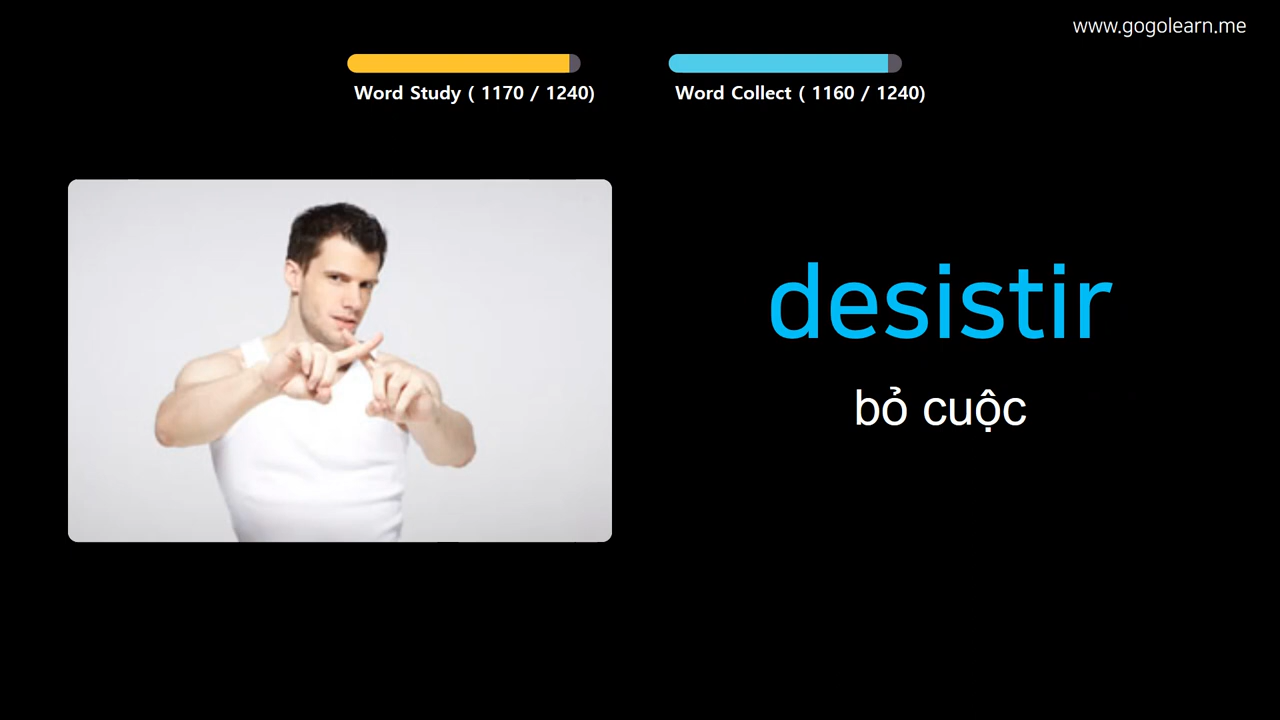 www.gogolearn.me
Word Study ( 1170 / 1240)
Word Collect ( 1160 / 1240)
desistir
bỏ cuộc